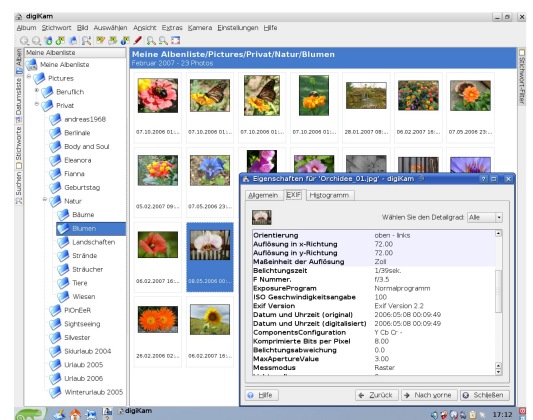 digiKam
Album Stichwort Bild Auswählen Ansicht Extras Kamera Einstellungen Hilfe
Meine Albenliste
Meine Albenliste
Pictures
Beruflich
Privat
andreas1968
Berlinale
Body and Soul
Eleanora
Fianna
Geburtstag
Natur
Bäume
Blumen
Landschaften
Strände
Sträucher
Tiere
Wiesen
PiOnEeR
Sightseeing
Silvester
Skiurlaub 2004
Urlaub 2005
Urlaub 2006
Winterurlaub 2005
Alben
Datumsliste
Stichworte
Suchen
Stichwort-Filter
Meine Albenliste/Pictures/Privat/Natur/Blumen
Februar 2007 - 23 Photos
07.10.2006 01:... 07.10.2006 01:... 07.10.2006 01:... 07.10.2006 01:... 28.01.2007 08:... 06.02.2007 16:... 07.05.2006 23:...
05.02.2007 09:... 07.05.2006 23:...
06.02.2007 16:... 08.05.2006 00:...
26.02.2006 02:... 06.02.2007 16:...
Eigenschaften für 'Orchidee_01.jpg' - digiKam
Allgemein EXIF Histogramm
Wählen Sie den Detailgrad: Alle
Orientierung oben - links
Auflösung in x-Richtung 72.00
Auflösung in y-Richtung 72.00
Maßeinheit der Auflösung Zoll
Belichtungszeit 1/39sek.
F Nummer. f/3.5
ExposureProgram Normalprogramm
ISO Geschwindigkeitsangabe 100
Exif Version Exif Version 2.2
Datum und Uhrzeit (original) 2006:05:08 00:09:49
Datum und Uhrzeit (digitalisiert) 2006:05:08 00:09:49
ComponentsConfiguration Y Cb Cr -
Komprimierte Bits per Pixel 8.00
Belichtungsabweichung 0.0
MaxApertureValue 3.00
Messmodus Raster
Hilfe Zurück Nach vorne Schließen
digiKam
17:12